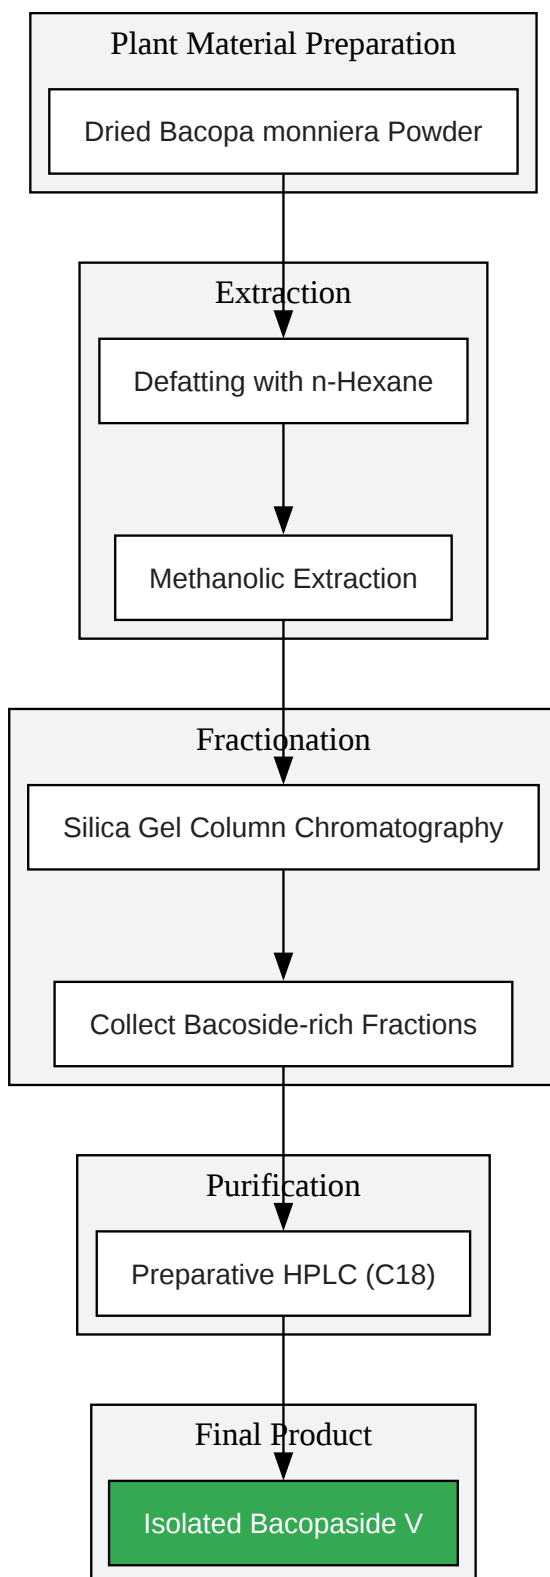 Plant Material Preparation
Dried Bacopa monniera Powder
Extraction
Defatting with n-Hexane
Methanolic Extraction
Fractionation
Silica Gel Column Chromatography
Collect Bacoside-rich Fractions
Purification
Preparative HPLC (C18)
Final Product
Isolated Bacopaside V